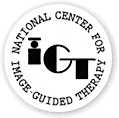 NATIONAL CENTER FOR
IMAGE-GUIDED THERAPY
iGT